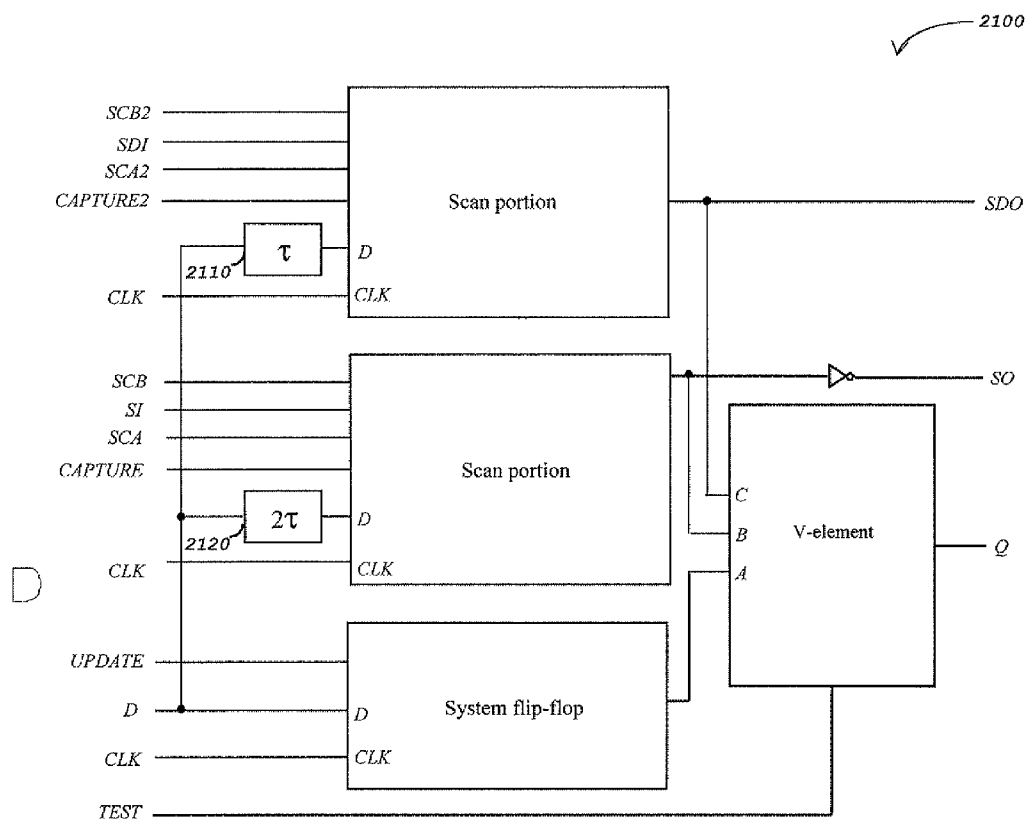 2100
SCB2
SDI
SCA2
CAPTURE2
Scan portion
SDO
τ
D
2110
CLK
CLK
SCB
SO
SI
SCA
CAPTURE
Scan portion
C
2τ
D
B
V-element
2120
Q
CLK
CLK
A
D
UPDATE
D
D
System flip-flop
CLK
CLK
TEST